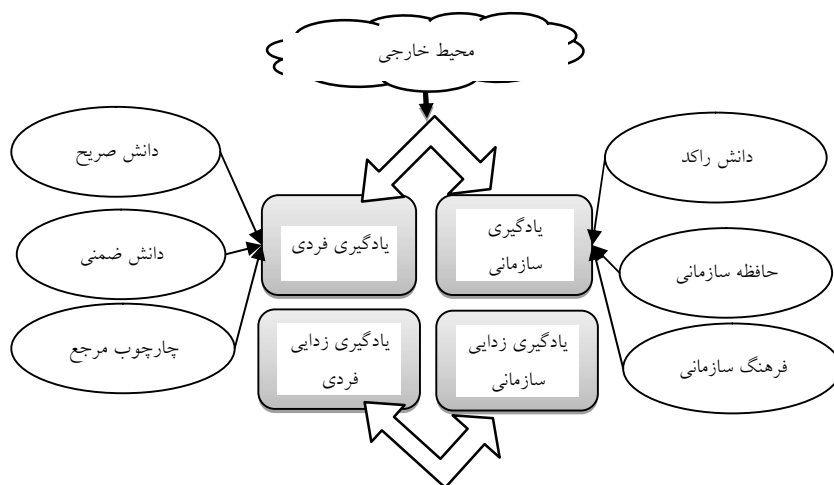 محیط خارجی
دانش راکد
دانش صریح
یادگیری
سازمانی
یادگیری فردی
حافظه سازمانی
دانش ضمنی
یادگیری زدایی
سازمانی
یادگیری زدایی
فردی
فرهنگ سازمانی
چارچوب مرجع